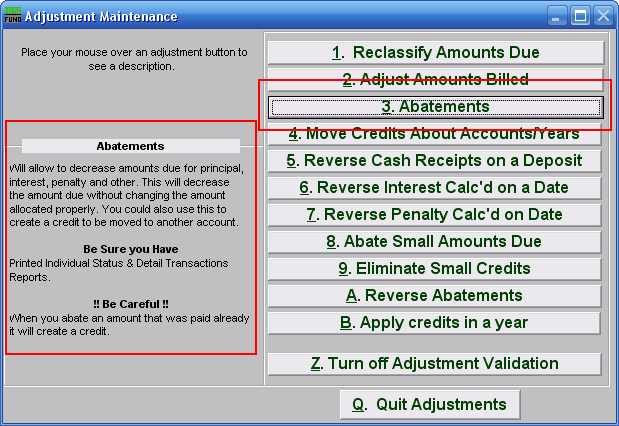 Adjustment Maintenance
FUND
Place your mouse over an adjustment button to
see a description.
Abatements
Will allow to decrease amounts due for principal,
interest, penalty and other. This will decrease
the amount due without changing the amount
allocated properly. You could also use this to
create a credit to be moved to another account.
Be Sure you Have
Printed Individual Status & Detail Transactions
Reports.
!! Be Careful !!
When you abate an amount that was paid already
it will create a credit.
1. Reclassify Amounts Due
2. Adjust Amounts Billed
3. Abatements
4. Move Credits About Accounts/Years
5. Reverse Cash Receipts on a Deposit
6. Reverse Interest Calc'd on a Date
7. Reverse Penalty Calc'd on Date
8. Abate Small Amounts Due
9. Eliminate Small Credits
A. Reverse Abatements
B. Apply credits in a year
Z. Turn off Adjustment Validation
Q. Quit Adjustments